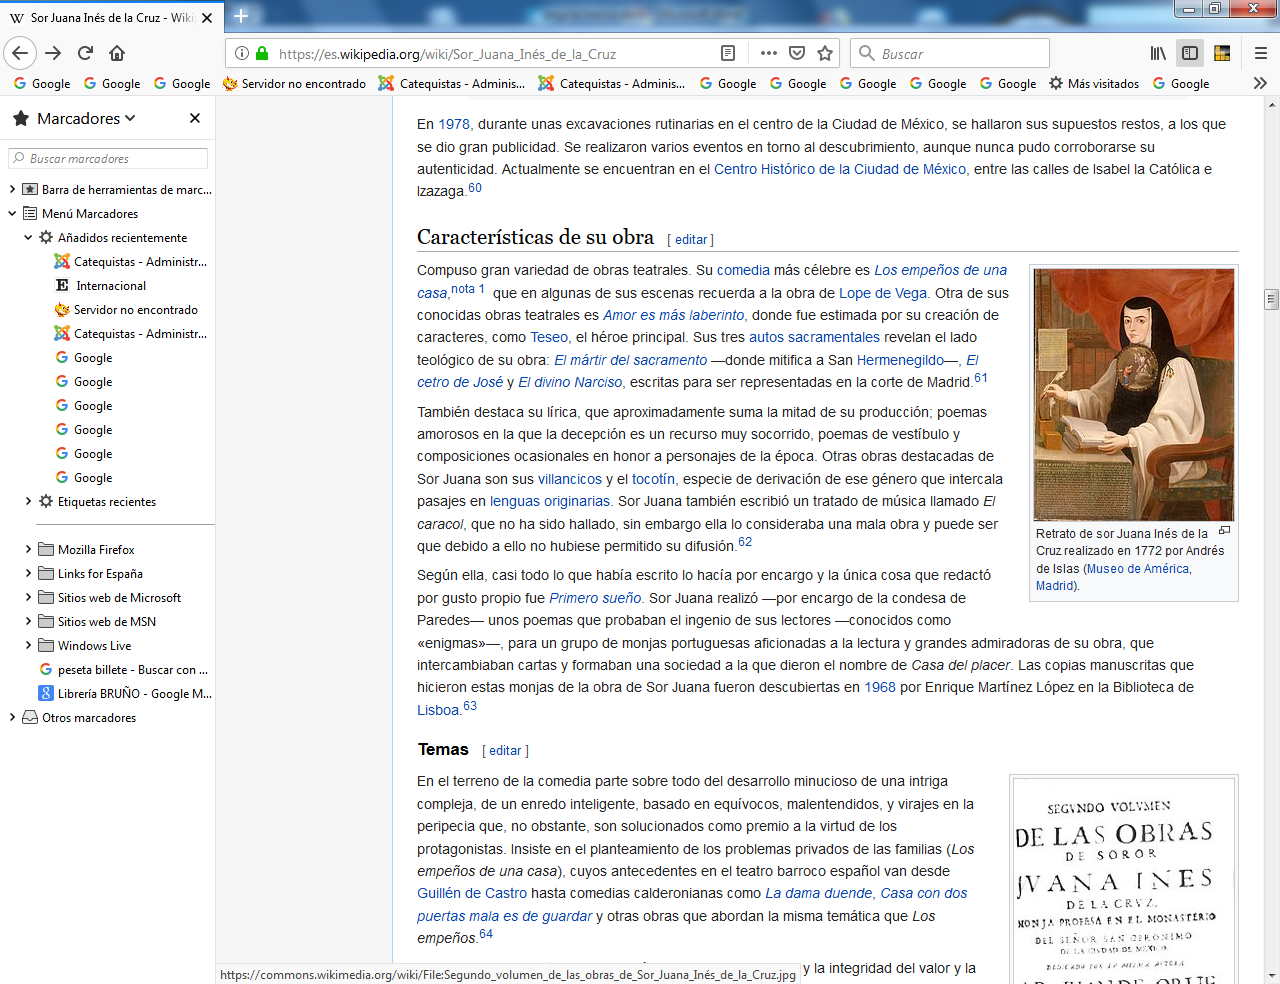 Sor Juana Inés de la Cruz - Wiki
https://es.wikipedia.org/wiki/Sor_Juana_Inés_de_la_Cruz
Buscar
Google
Google
Google
Servidor no encontrado
Catequistas - Adminis...
Catequistas - Adminis...
Google
Google
Google
Google
Google
Más visitados
Google
Marcadores
Buscar marcadores
Barra de herramientas de marc...
Menú Marcadores
Añadidos recientemente
Catequistas - Administr...
Internacional
Servidor no encontrado
Catequistas - Administr...
Google
Google
Google
Google
Google
Google
Etiquetas recientes
Mozilla Firefox
Links for España
Sitios web de Microsoft
Sitios web de MSN
Windows Live
peseta billete - Buscar con ...
Librería BRUÑO - Google M...
Otros marcadores
En 1978, durante unas excavaciones rutinarias en el centro de la Ciudad de México, se hallaron sus supuestos restos, a los que
se dio gran publicidad. Se realizaron varios eventos en torno al descubrimiento, aunque nunca pudo corroborarse su
autenticidad. Actualmente se encuentran en el Centro Histórico de la Ciudad de México, entre las calles de Isabel la Católica e
Izazaga.60
Características de su obra [ editar ]
Compuso gran variedad de obras teatrales. Su comedia más célebre es Los empeños de una
casa,nota 1 que en algunas de sus escenas recuerda a la obra de Lope de Vega. Otra de sus
conocidas obras teatrales es Amor es más laberinto, donde fue estimada por su creación de
caracteres, como Teseo, el héroe principal. Sus tres autos sacramentales revelan el lado
teológico de su obra: El mártir del sacramento —donde mitifica a San Hermenegildo—, El
cetro de José y El divino Narciso, escritas para ser representadas en la corte de Madrid.61
También destaca su lírica, que aproximadamente suma la mitad de su producción; poemas
amorosos en la que la decepción es un recurso muy socorrido, poemas de vestíbulo y
composiciones ocasionales en honor a personajes de la época. Otras obras destacadas de
Sor Juana son sus villancicos y el tocotín, especie de derivación de ese género que intercala
pasajes en lenguas originarias. Sor Juana también escribió un tratado de música llamado El
caracol, que no ha sido hallado, sin embargo ella lo consideraba una mala obra y puede ser
que debido a ello no hubiese permitido su difusión.62
Según ella, casi todo lo que había escrito lo hacía por encargo y la única cosa que redactó
por gusto propio fue Primero sueño. Sor Juana realizó —por encargo de la condesa de
Paredes— unos poemas que probaban el ingenio de sus lectores —conocidos como
«enigmas»—, para un grupo de monjas portuguesas aficionadas a la lectura y grandes admiradoras de su obra, que
intercambiaban cartas y formaban una sociedad a la que dieron el nombre de Casa del placer. Las copias manuscritas que
hicieron estas monjas de la obra de Sor Juana fueron descubiertas en 1968 por Enrique Martínez López en la Biblioteca de
Lisboa.63
Retrato de sor Juana Inés de la
Cruz realizado en 1772 por Andrés
de Islas (Museo de América,
Madrid).
Temas [ editar ]
En el terreno de la comedia parte sobre todo del desarrollo minucioso de una intriga
compleja, de un enredo inteligente, basado en equívocos, malentendidos, y virajes en la
peripecia que, no obstante, son solucionados como premio a la virtud de los
protagonistas. Insiste en el planteamiento de los problemas privados de las familias (Los
empeños de una casa), cuyos antecedentes en el teatro barroco español van desde
Guillén de Castro hasta comedias calderonianas como La dama duende, Casa con dos
puertas mala es de guardar y otras obras que abordan la misma temática que Los
empeños.64
y la integridad del valor y la
SEGVNDO VOLVMEN
DE LAS OBRAS
DE SOROR
JVANA INES
DE LA CRVZ,
MONJA PROFESA EN EL MONASTERIO
DEL SEÑOR SAN GERONIMO
DE LA CIUDAD DE MEXICO
https://commons.wikimedia.org/wiki/File:Segundo_volumen_de_las_obras_de_Sor_Juana_Inés_de_la_Cruz.jpg